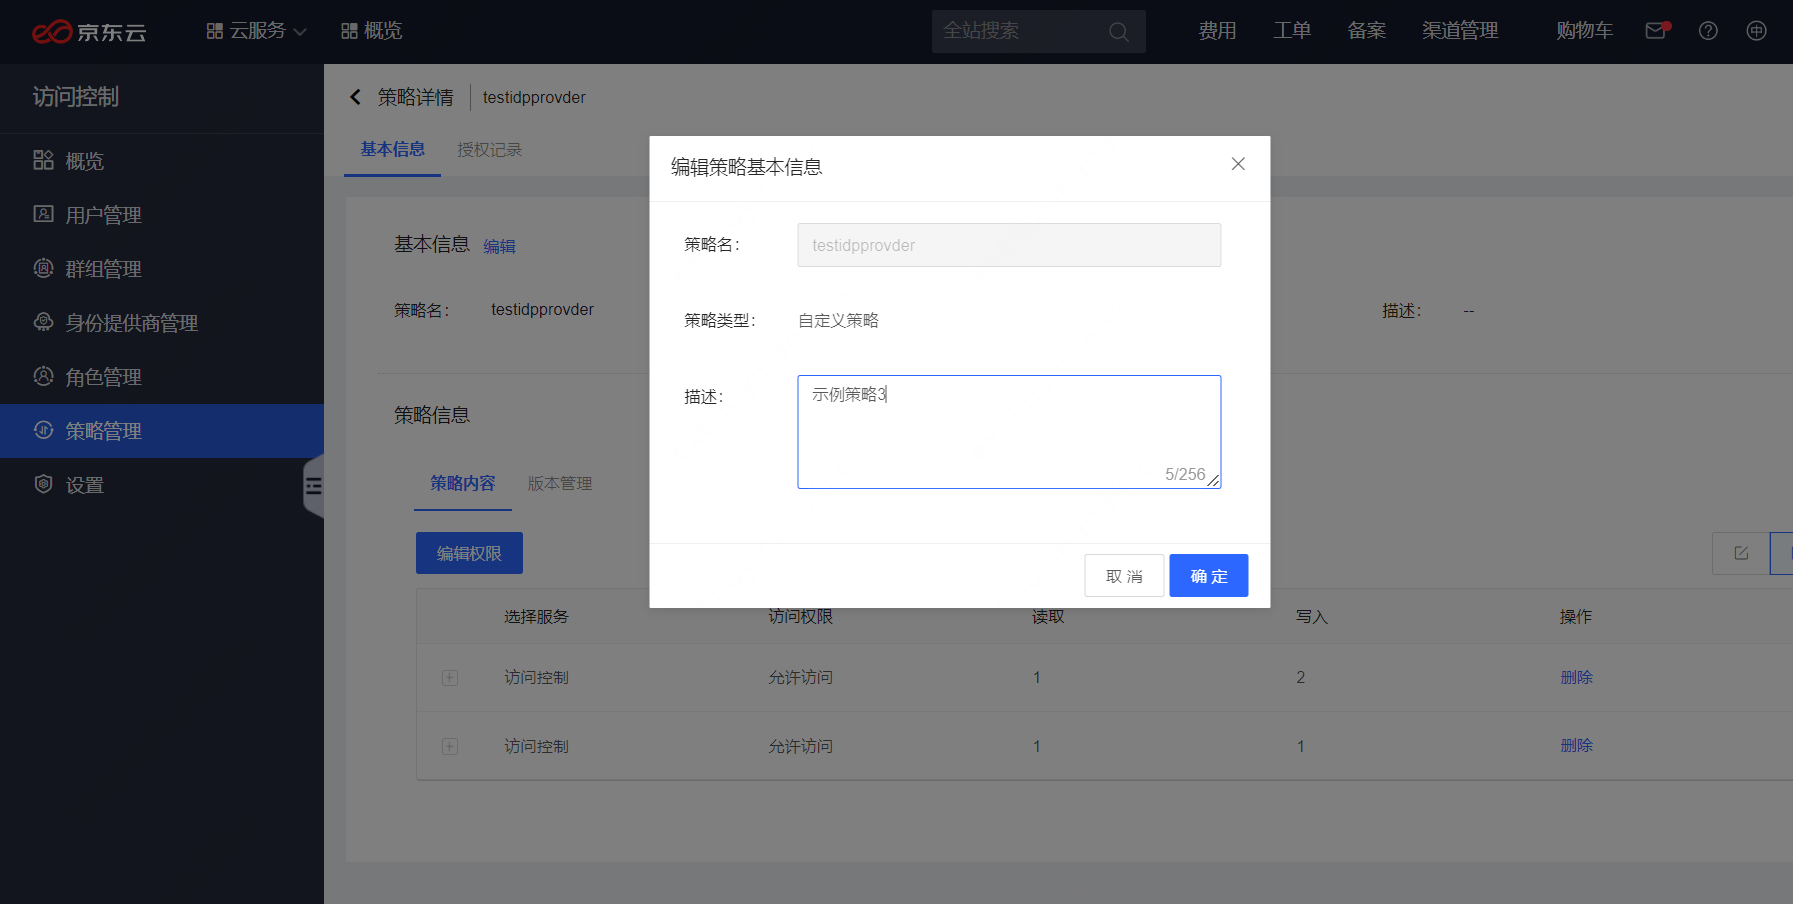 京东云
云服务
概览
全站搜索
费用
工单
备案
渠道管理
购物车
访问控制
概览
用户管理
群组管理
身份提供商管理
角色管理
策略管理
设置
策略详情
testidpprovder
基本信息
授权记录
基本信息 编辑
策略名： testidpprovder
描述： --
策略信息
策略内容
版本管理
编辑权限
选择服务 访问权限 读取 写入 操作
访问控制 允许访问 1 2 删除
访问控制 允许访问 1 1 删除
编辑策略基本信息
策略名： testidpprovder
策略类型： 自定义策略
描述： 示例策略3
5/256
取 消
确 定